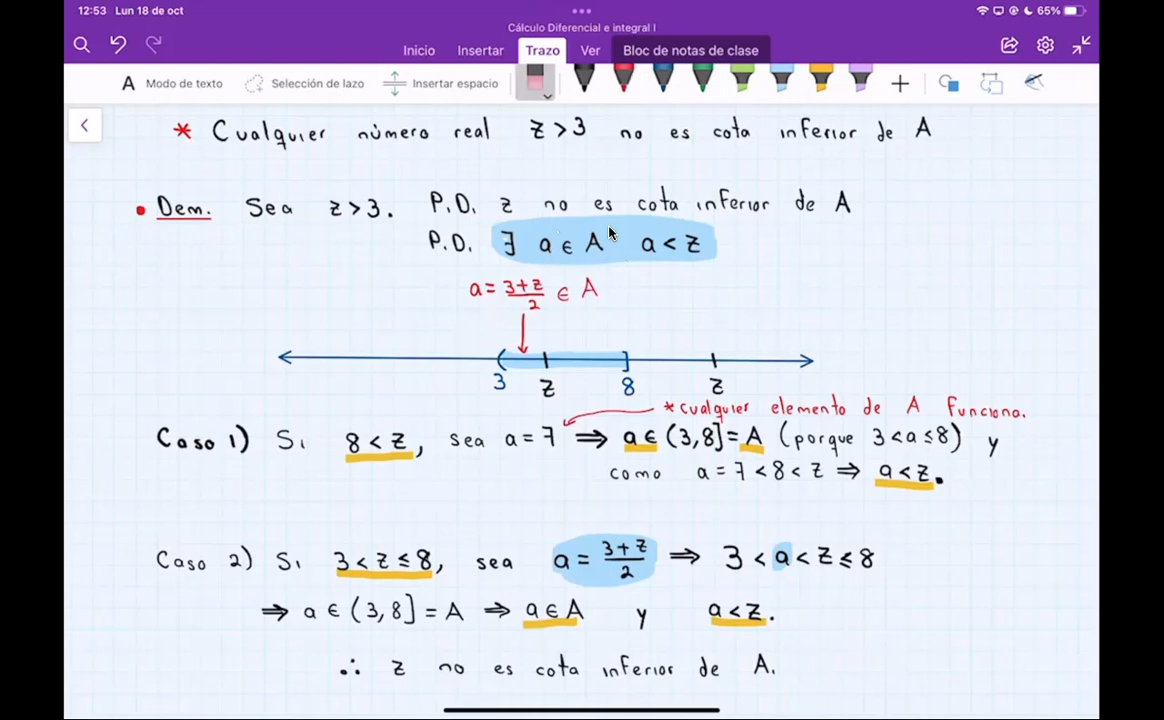 12:53 Lun 18 de oct
65%
Cálculo Diferencial e integral I
Inicio Insertar Trazo Ver Bloc de notas de clase
A Modo de texto Selección de lazo Insertar espacio
* Cualquier número real z > 3 no es cota inferior de A
• Dem. Sea z > 3. P.D. z no es cota inferior de A
P.D. ∃ a ∈ A a < z
a = (3+z)/2 ∈ A
3 z 8 z
* cualquier elemento de A funciona.
Caso 1) Si 8 < z, sea a = 7 ⇒ a ∈ (3,8] = A (porque 3 < a ≤ 8) y
como a = 7 < 8 < z ⇒ a < z.
Caso 2) Si 3 < z ≤ 8, sea a = (3+z)/2 ⇒ 3 < a < z ≤ 8
⇒ a ∈ (3,8] = A ⇒ a ∈ A y a < z.
∴ z no es cota inferior de A.